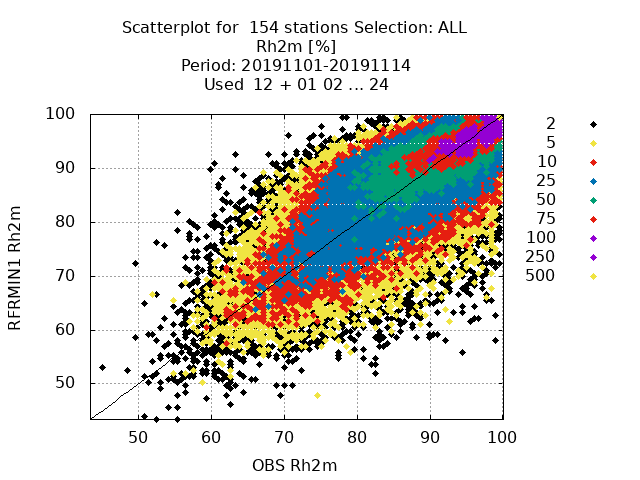 Scatterplot for 154 stations Selection: ALL
Rh2m [%]
Period: 20191101-20191114
Used 12 + 01 02 ... 24
100
90
80
70
60
50
RFRMIN1 Rh2m
50 60 70 80 90 100
OBS Rh2m
2
5
10
25
50
75
100
250
500